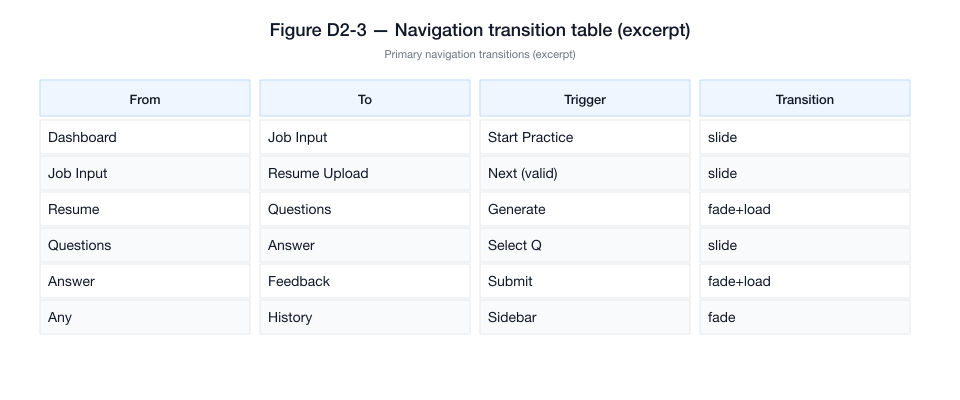 Figure D2-3 — Navigation transition table (excerpt)
Primary navigation transitions (excerpt)
From To Trigger Transition
Dashboard Job Input Start Practice slide
Job Input Resume Upload Next (valid) slide
Resume Questions Generate fade+load
Questions Answer Select Q slide
Answer Feedback Submit fade+load
Any History Sidebar fade